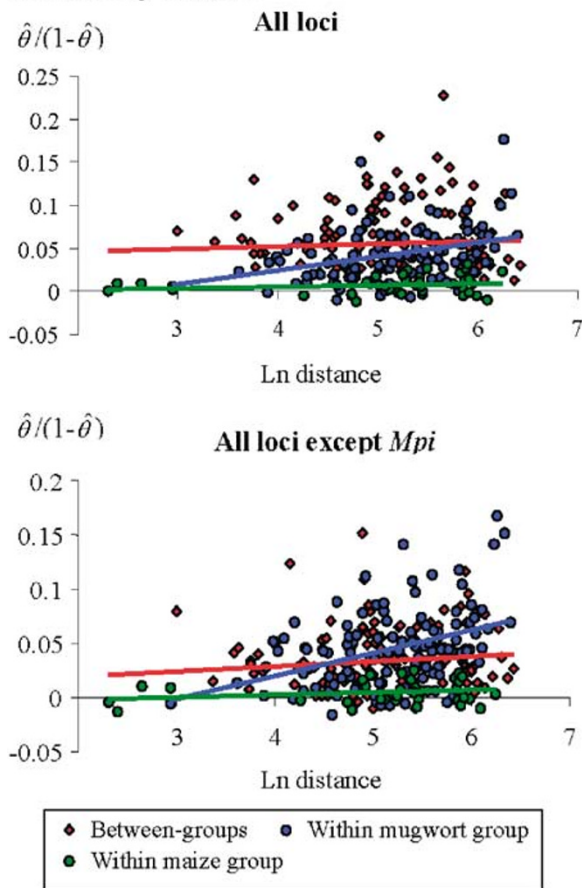 All loci
θ̂/(1-θ̂)
0.25
0.2
0.15
0.1
0.05
0
-0.05
3 4 5 6 7
Ln distance
θ̂/(1-θ̂)
All loci except Mpi
0.2
0.15
0.1
0.05
0
-0.05
3 4 5 6 7
Ln distance
Between-groups Within mugwort group
Within maize group